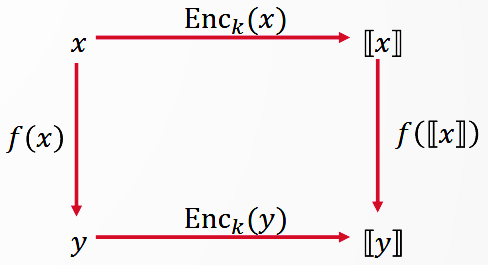 Enc_k(x)
x ⟦x⟧
f(x) f(⟦x⟧)
Enc_k(y)
y ⟦y⟧